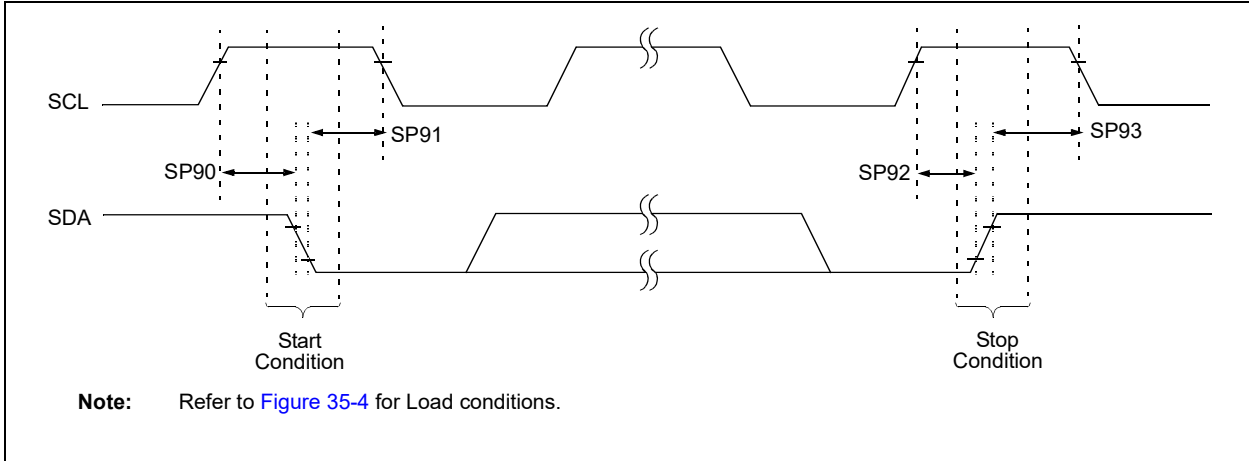 SCL
SP91
SP93
SP90
SP92
SDA
Start
Condition
Stop
Condition
Note: Refer to Figure 35-4 for Load conditions.